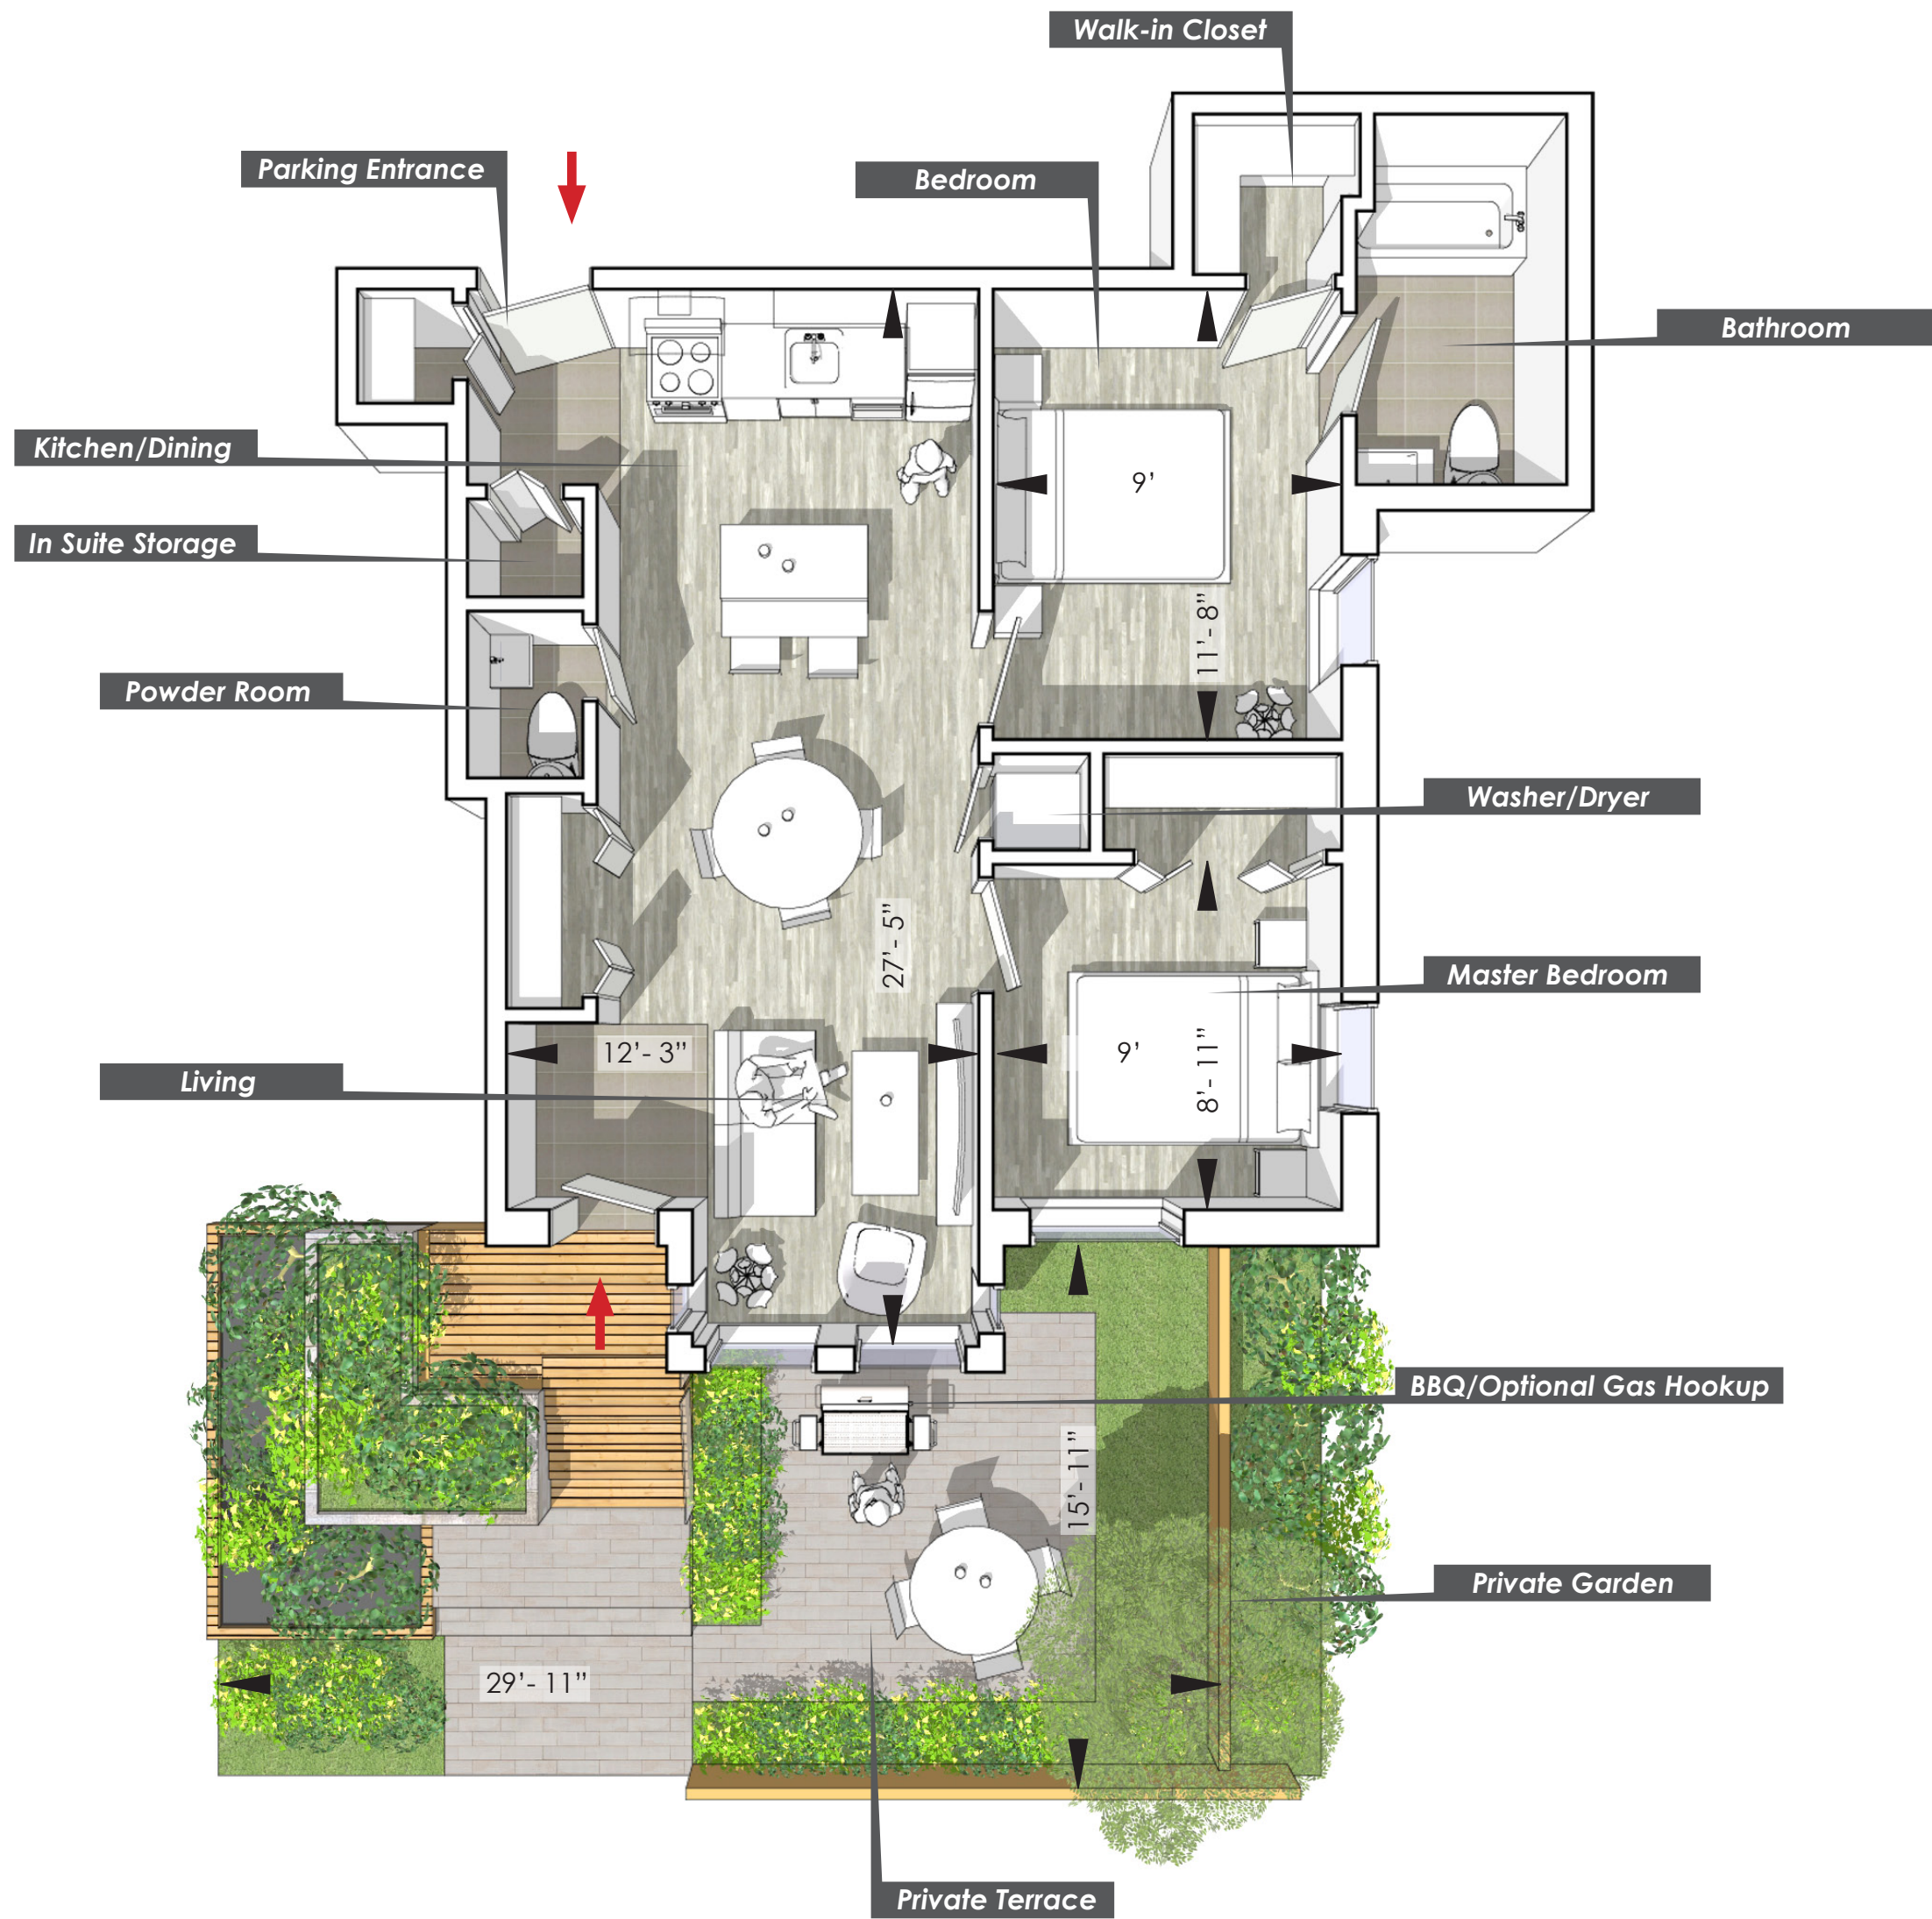 Walk-in Closet
Parking Entrance
Bedroom
Bathroom
Kitchen/Dining
9’
In Suite Storage
11’- 8”
Powder Room
Washer/Dryer
27’- 5”
Master Bedroom
12’- 3”
9’
8’- 11”
Living
BBQ/Optional Gas Hookup
15’- 11”
Private Garden
29’- 11”
Private Terrace